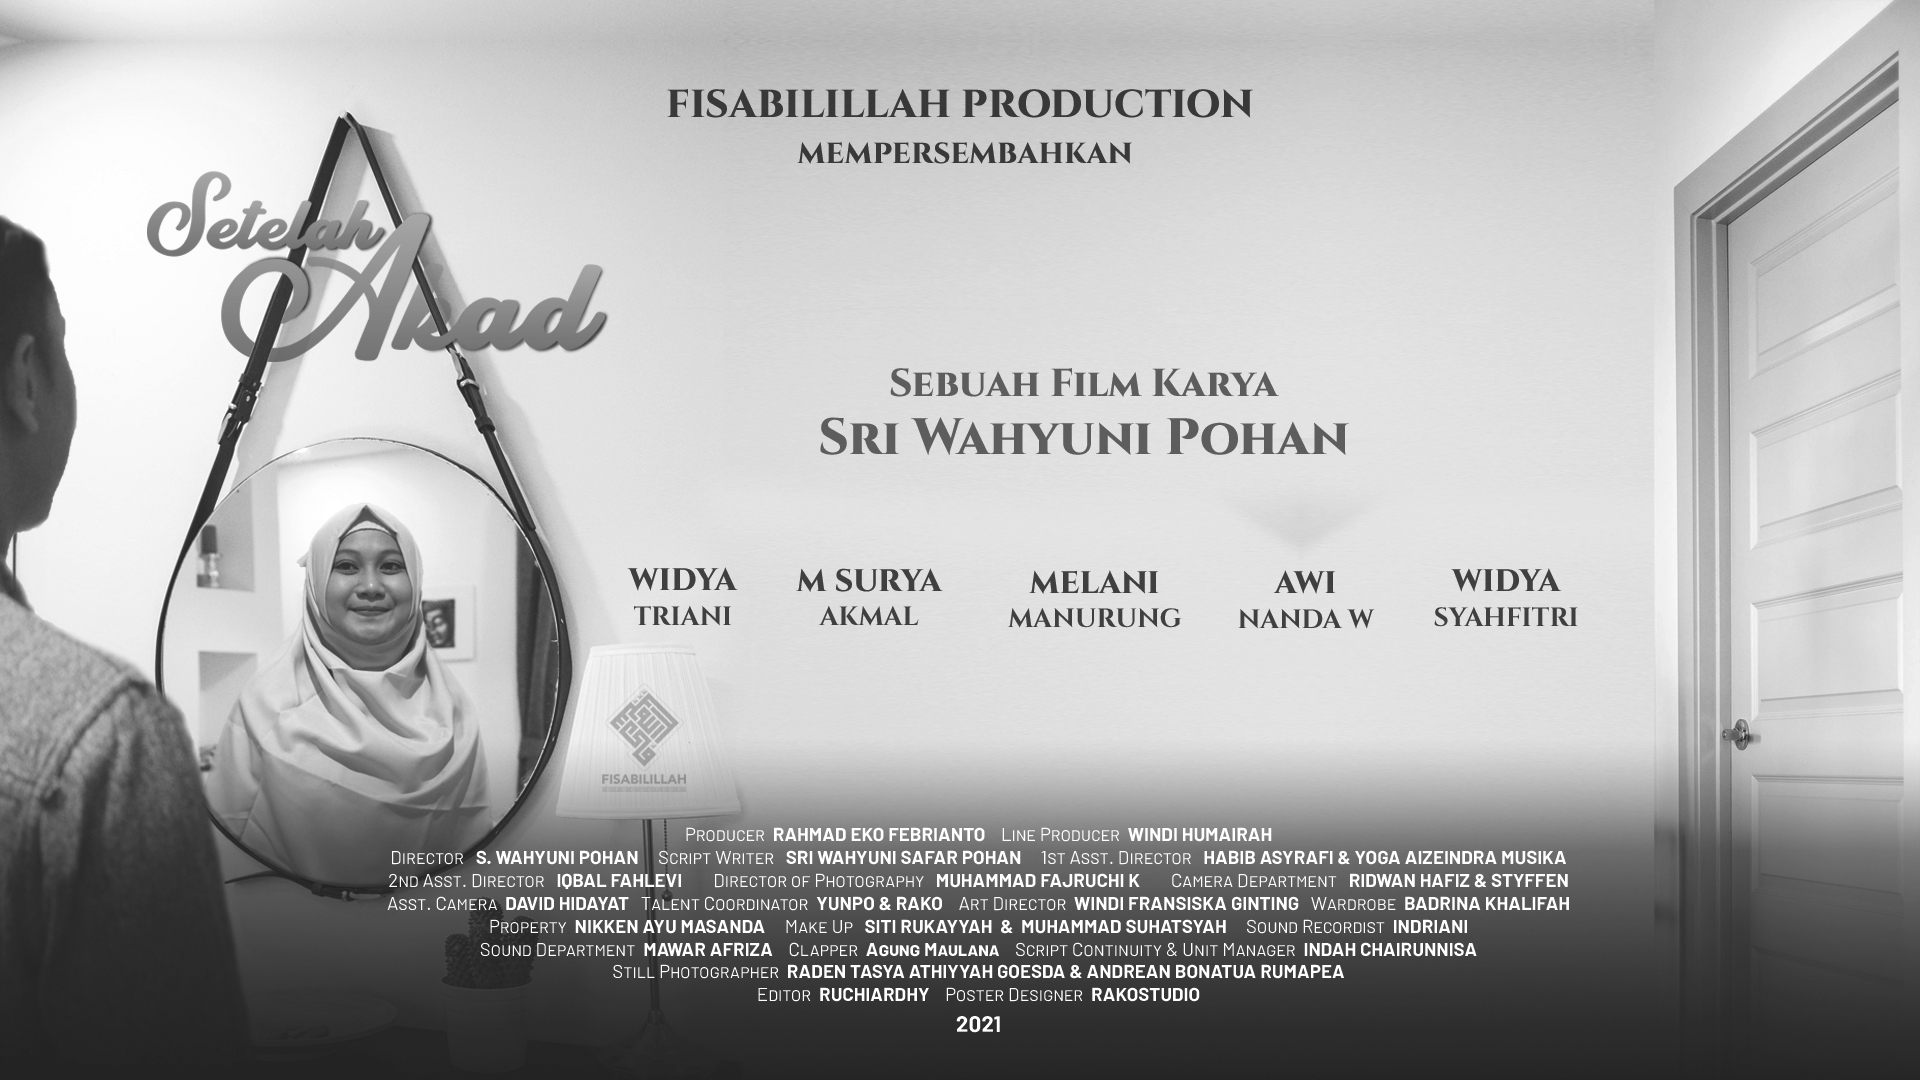 FISABILILLAH PRODUCTION
MEMPERSEMBAHKAN
Setelah
Akad
SEBUAH FILM KARYA
SRI WAHYUNI POHAN
WIDYA TRIANI
M SURYA AKMAL
MELANI MANURUNG
AWI NANDA W
WIDYA SYAHFITRI
FISABILILLAH
PRODUCER RAHMAD EKO FEBRIANTO LINE PRODUCER WINDI HUMAIRAH
DIRECTOR S. WAHYUNI POHAN SCRIPT WRITER SRI WAHYUNI SAFAR POHAN 1ST ASST. DIRECTOR HABIB ASYRAFI & YOGA AIZEINDRA MUSIKA
2ND ASST. DIRECTOR IQBAL FAHLEVI DIRECTOR OF PHOTOGRAPHY MUHAMMAD FAJRUCHI K CAMERA DEPARTMENT RIDWAN HAFIZ & STYFFEN
ASST. CAMERA DAVID HIDAYAT TALENT COORDINATOR YUNPO & RAKO ART DIRECTOR WINDI FRANSISKA GINTING WARDROBE BADRINA KHALIFAH
PROPERTY NIKKEN AYU MASANDA MAKE UP SITI RUKAYYAH & MUHAMMAD SUHATSYAH SOUND RECORDIST INDRIANI
SOUND DEPARTMENT MAWAR AFRIZA CLAPPER AGUNG MAULANA SCRIPT CONTINUITY & UNIT MANAGER INDAH CHAIRUNNISA
STILL PHOTOGRAPHER RADEN TASYA ATHIYYAH GOESDA & ANDREAN BONATUA RUMAPEA
EDITOR RUCHIARDHY POSTER DESIGNER RAKOSTUDIO
2021